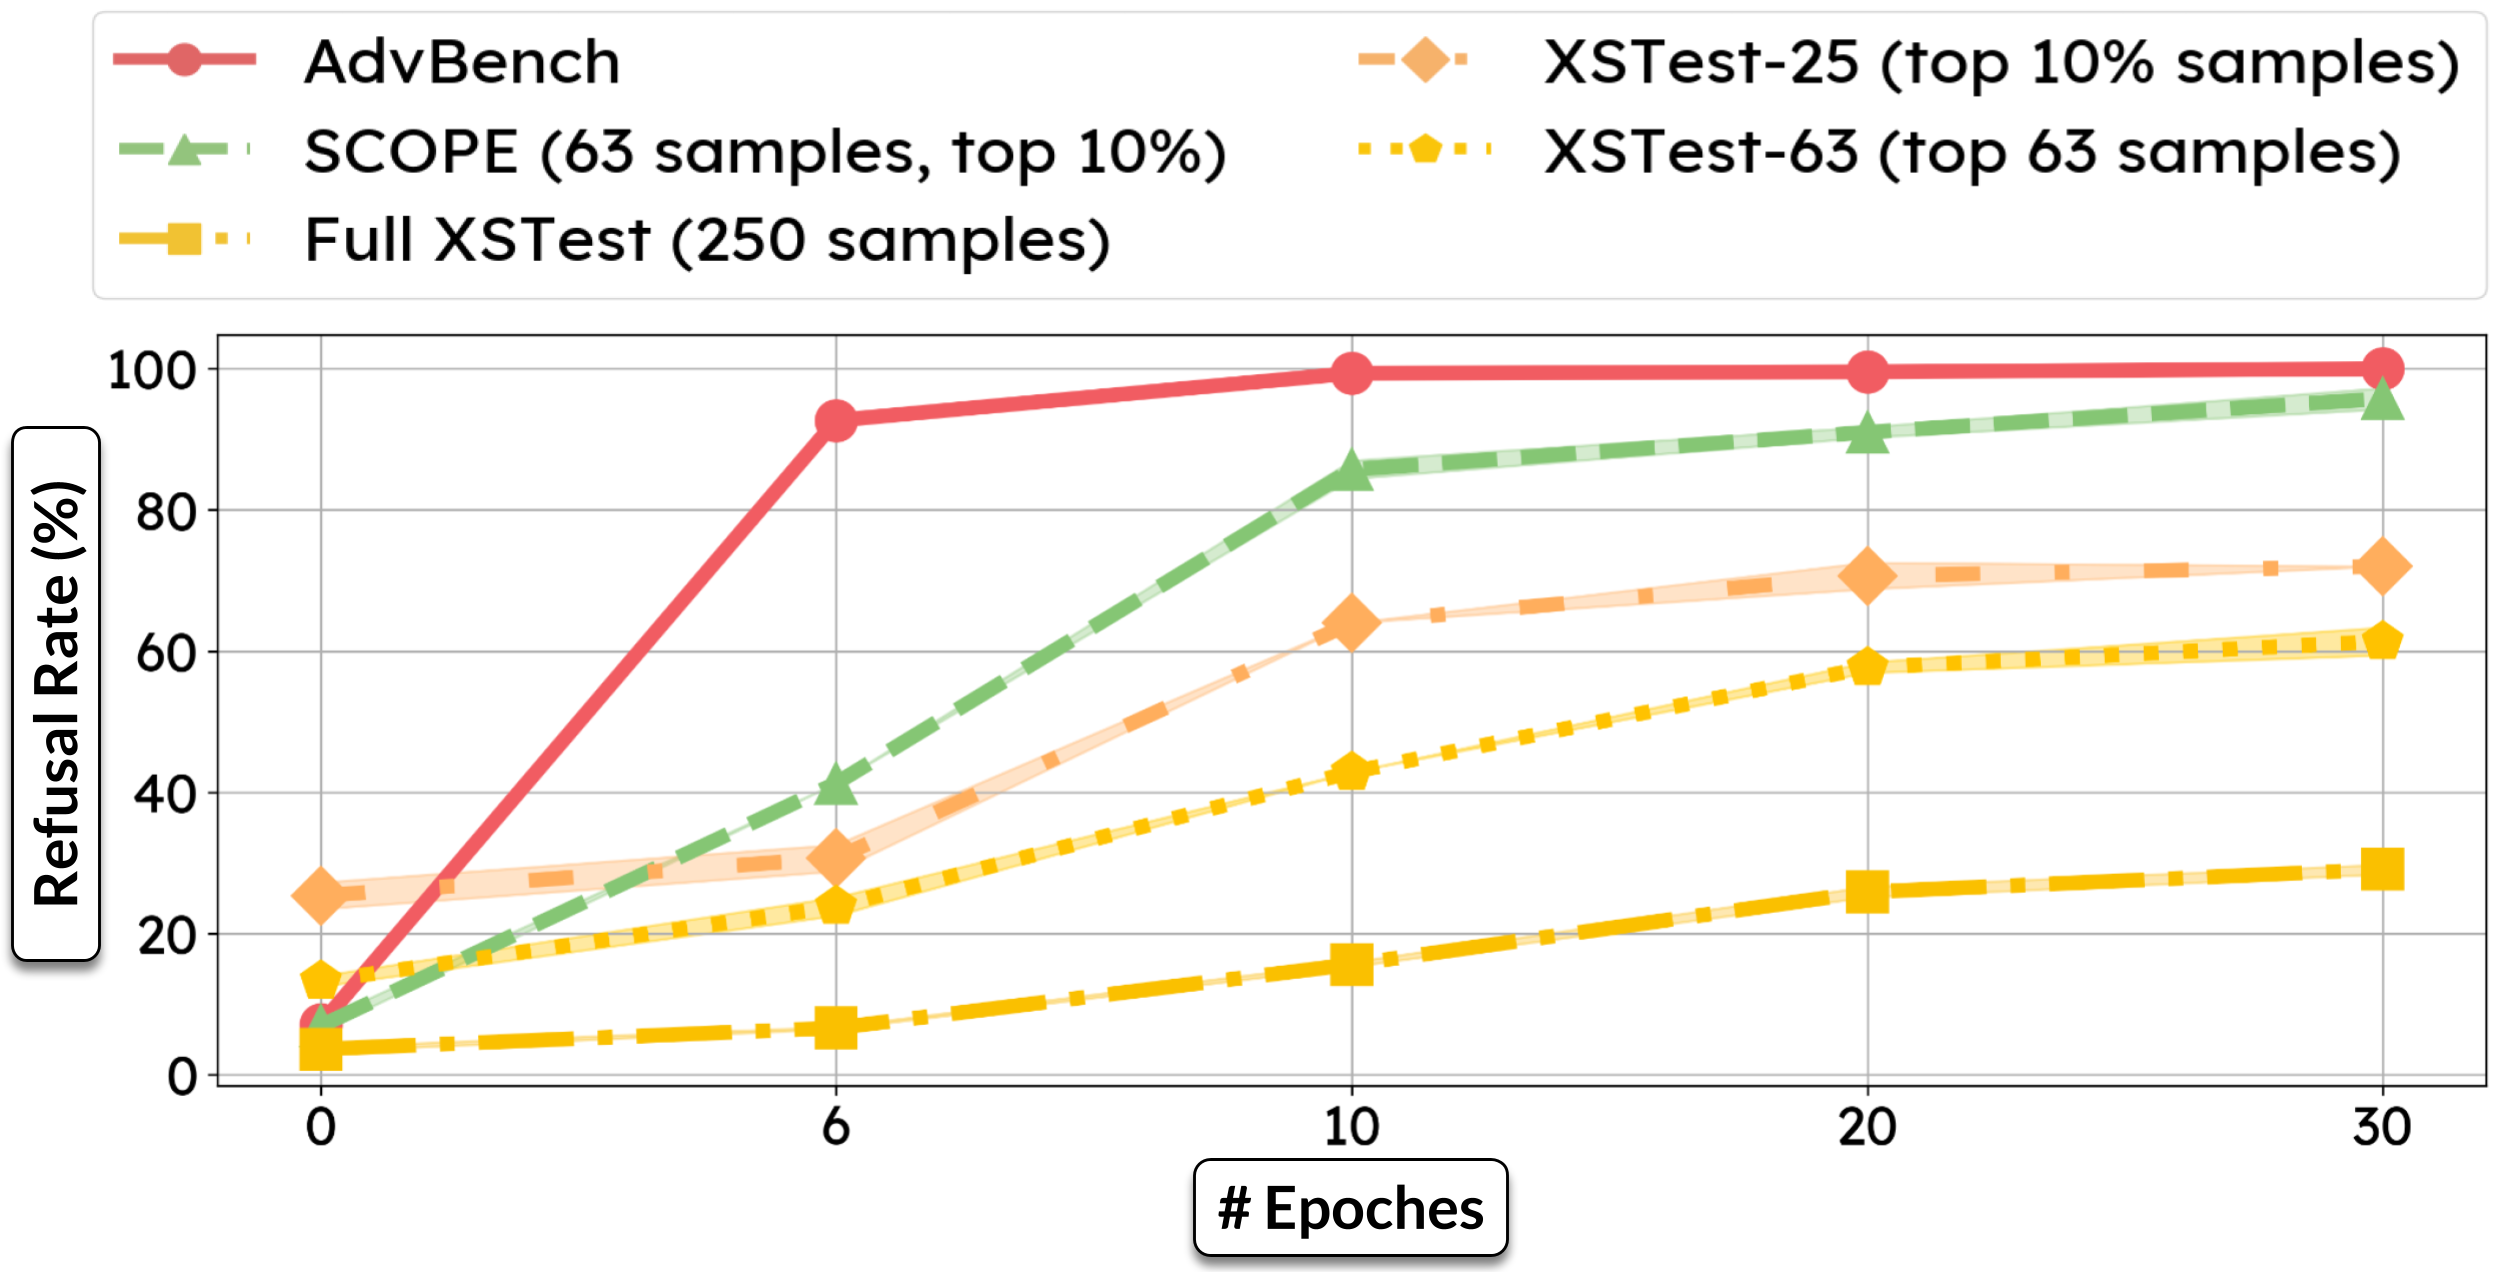 AdvBench
SCOPE (63 samples, top 10%)
Full XSTest (250 samples)
XSTest-25 (top 10% samples)
XSTest-63 (top 63 samples)
Refusal Rate (%)
100
80
60
40
20
0
0 6 10 20 30
# Epoches